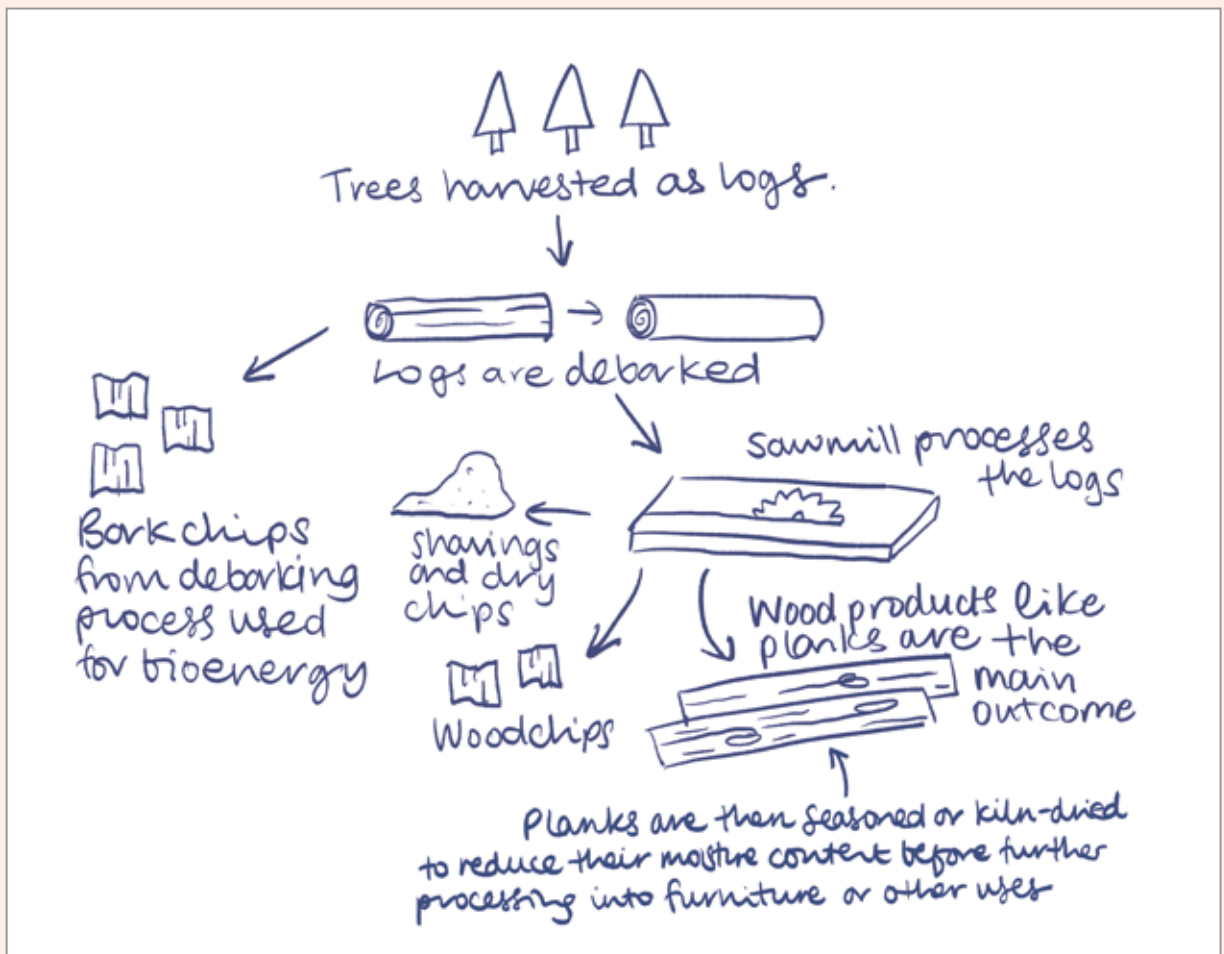 Trees harvested as logs.
Logs are debarked
Sawmill processes
the logs
Bark chips
from debarking
process used
for bioenergy
Shavings
and dry
chips
Woodchips
Wood products like
planks are the
main
outcome
Planks are then seasoned or kiln-dried
to reduce their moisture content before further
processing into furniture or other uses